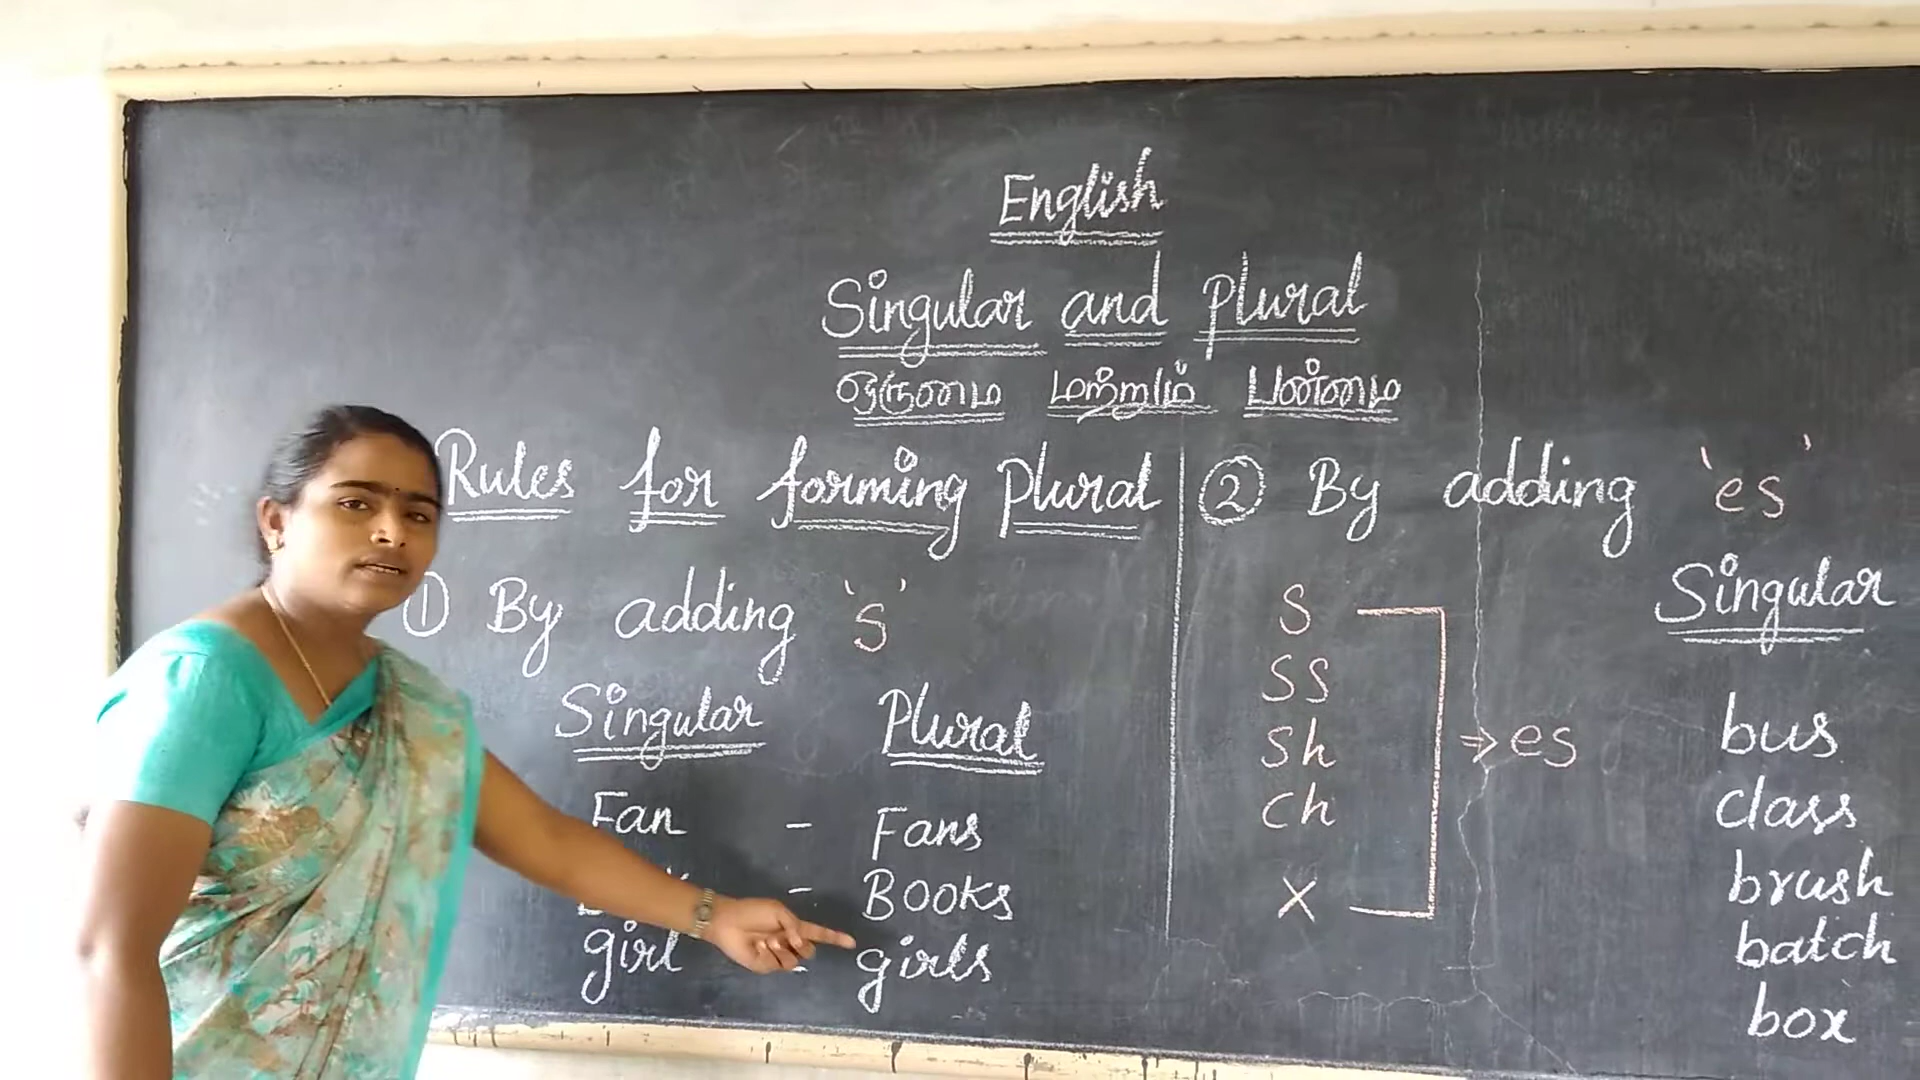 English
Singular and plural
ஒருமை மற்றும் பன்மை
Rules for forming plural
① By adding 's'
Singular Plural
Fan - Fans
- Books
girl - girls
② By adding 'es'
s
ss
sh
ch
x
⇒ es
Singular
bus
class
brush
batch
box